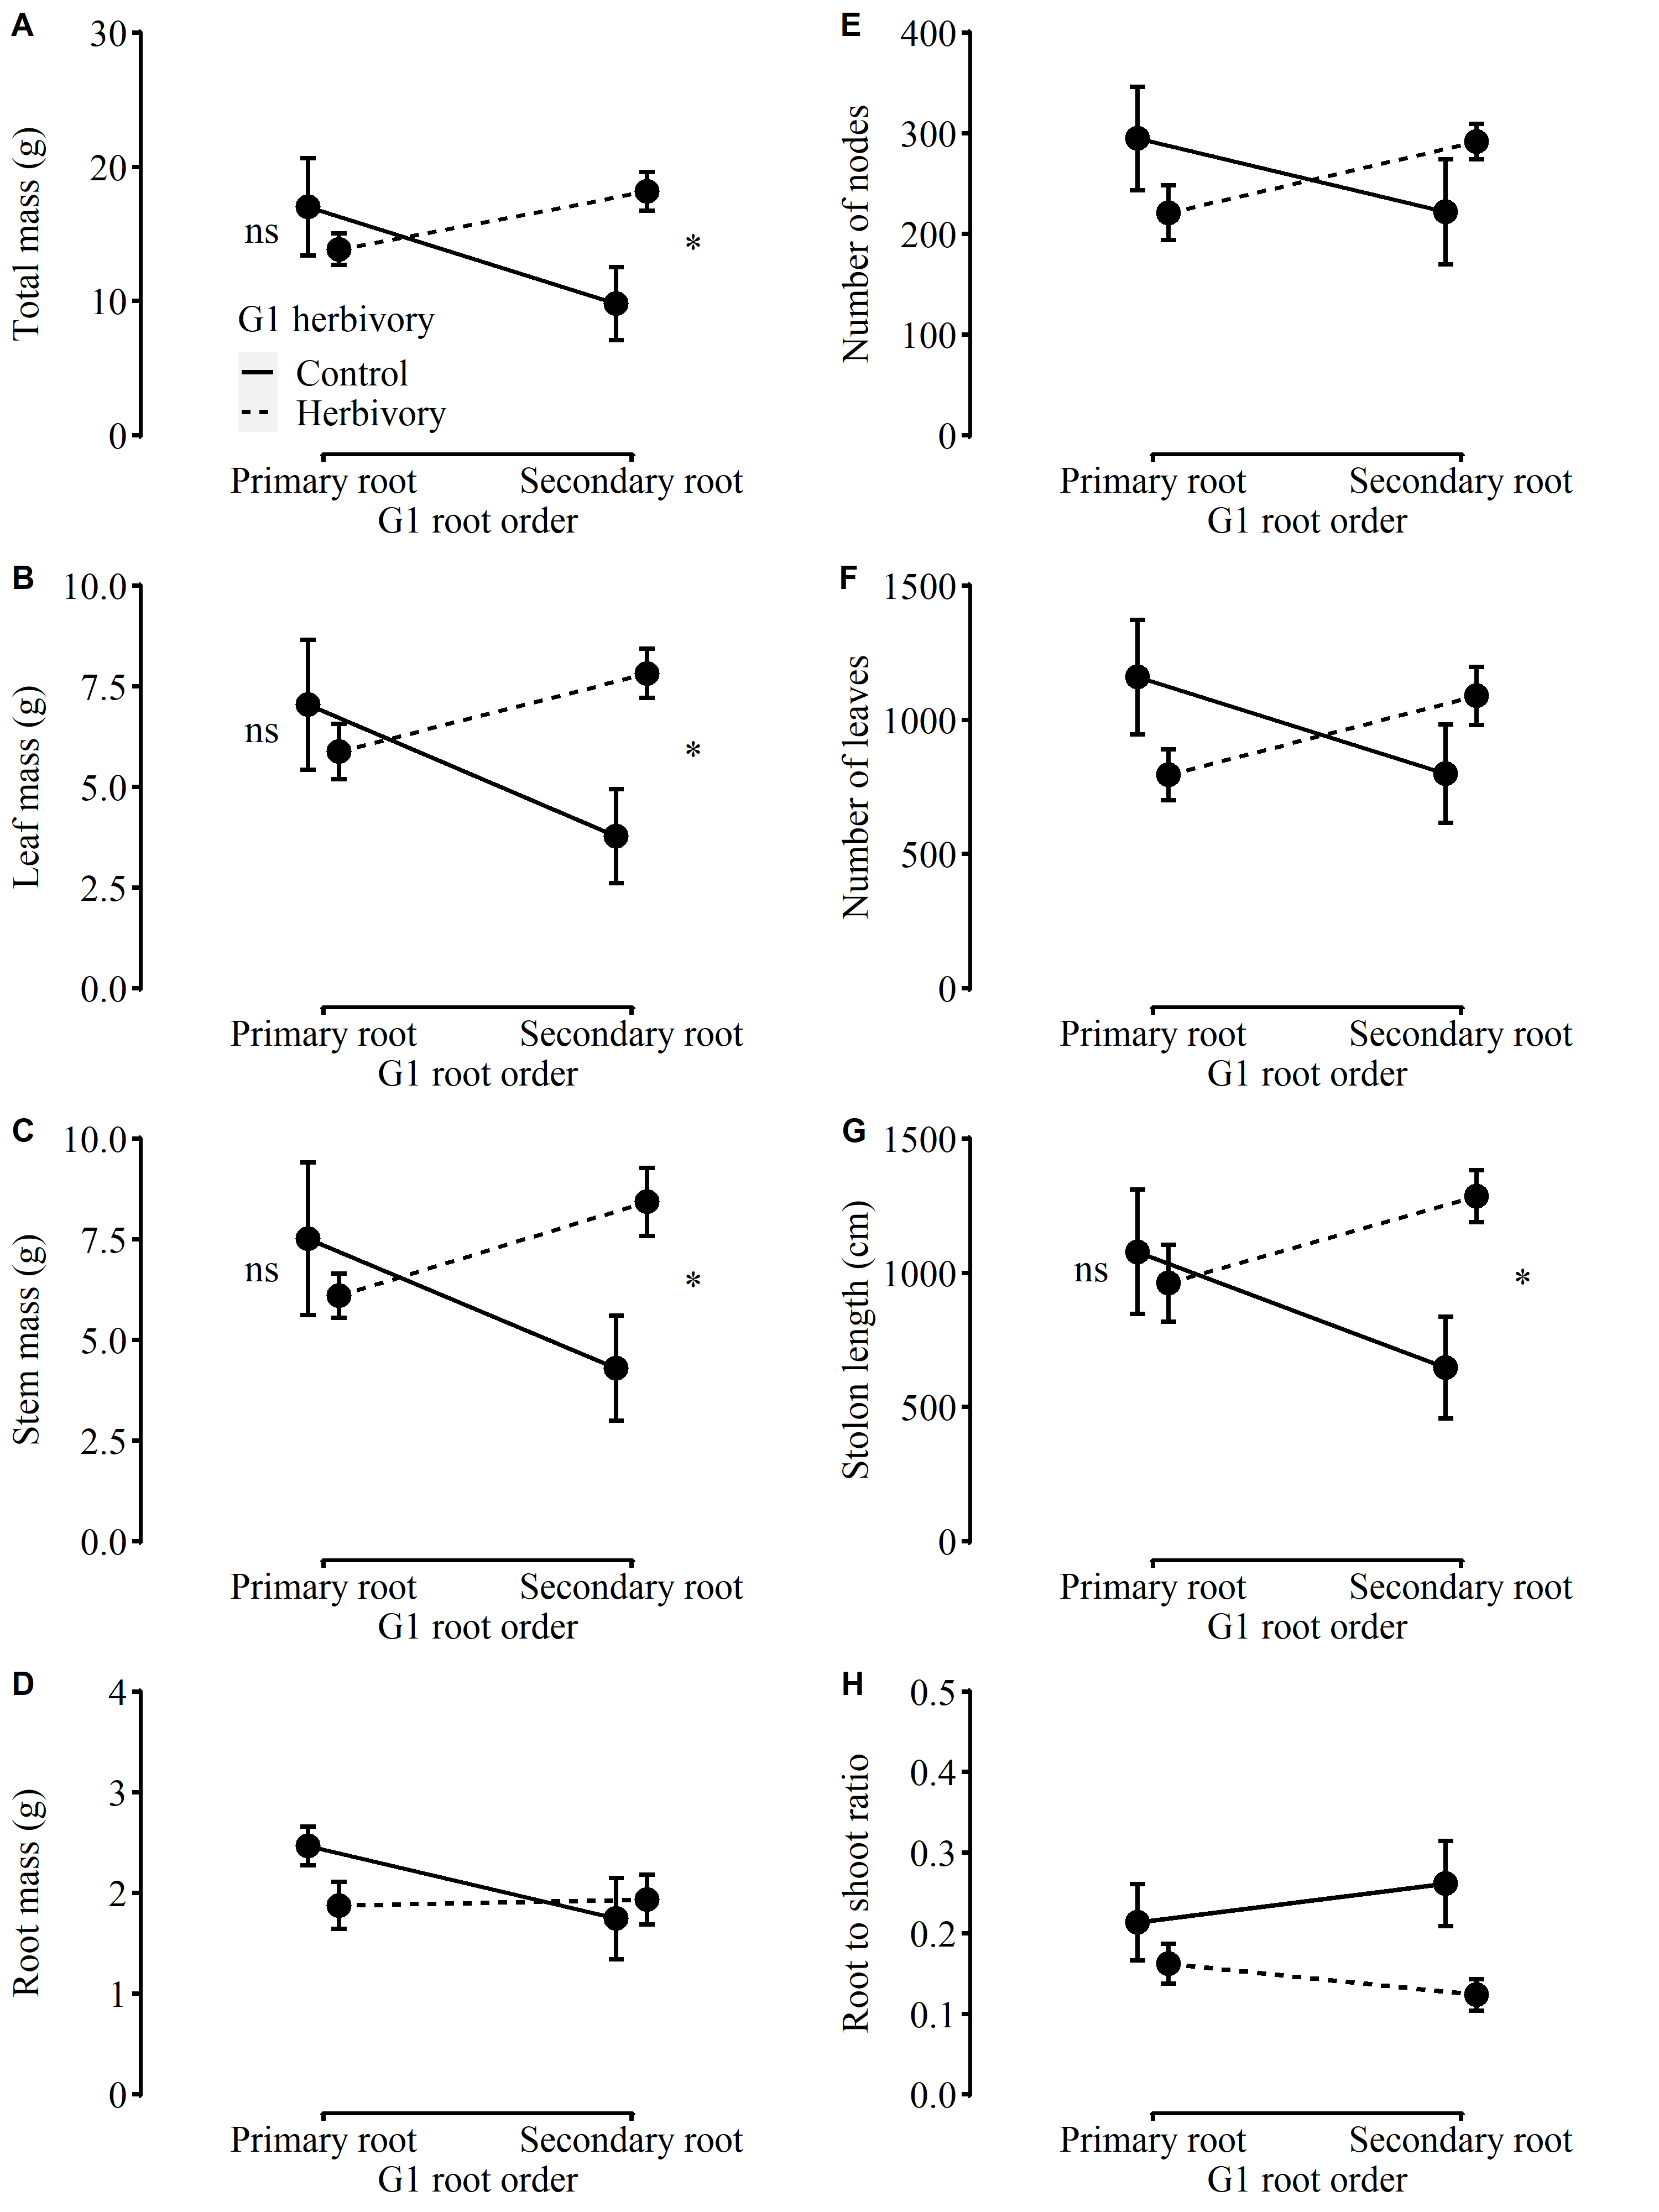 A
30
20
10
0
Total mass (g)
ns
*
G1 herbivory
Control
Herbivory
Primary root
Secondary root
G1 root order
B
10.0
7.5
5.0
2.5
0.0
Leaf mass (g)
ns
*
Primary root
Secondary root
G1 root order
C
10.0
7.5
5.0
2.5
0.0
Stem mass (g)
ns
*
Primary root
Secondary root
G1 root order
D
4
3
2
1
0
Root mass (g)
Primary root
Secondary root
G1 root order
E
400
300
200
100
0
Number of nodes
Primary root
Secondary root
G1 root order
F
1500
1000
500
0
Number of leaves
Primary root
Secondary root
G1 root order
G
1500
1000
500
0
Stolon length (cm)
ns
*
Primary root
Secondary root
G1 root order
H
0.5
0.4
0.3
0.2
0.1
0.0
Root to shoot ratio
Primary root
Secondary root
G1 root order